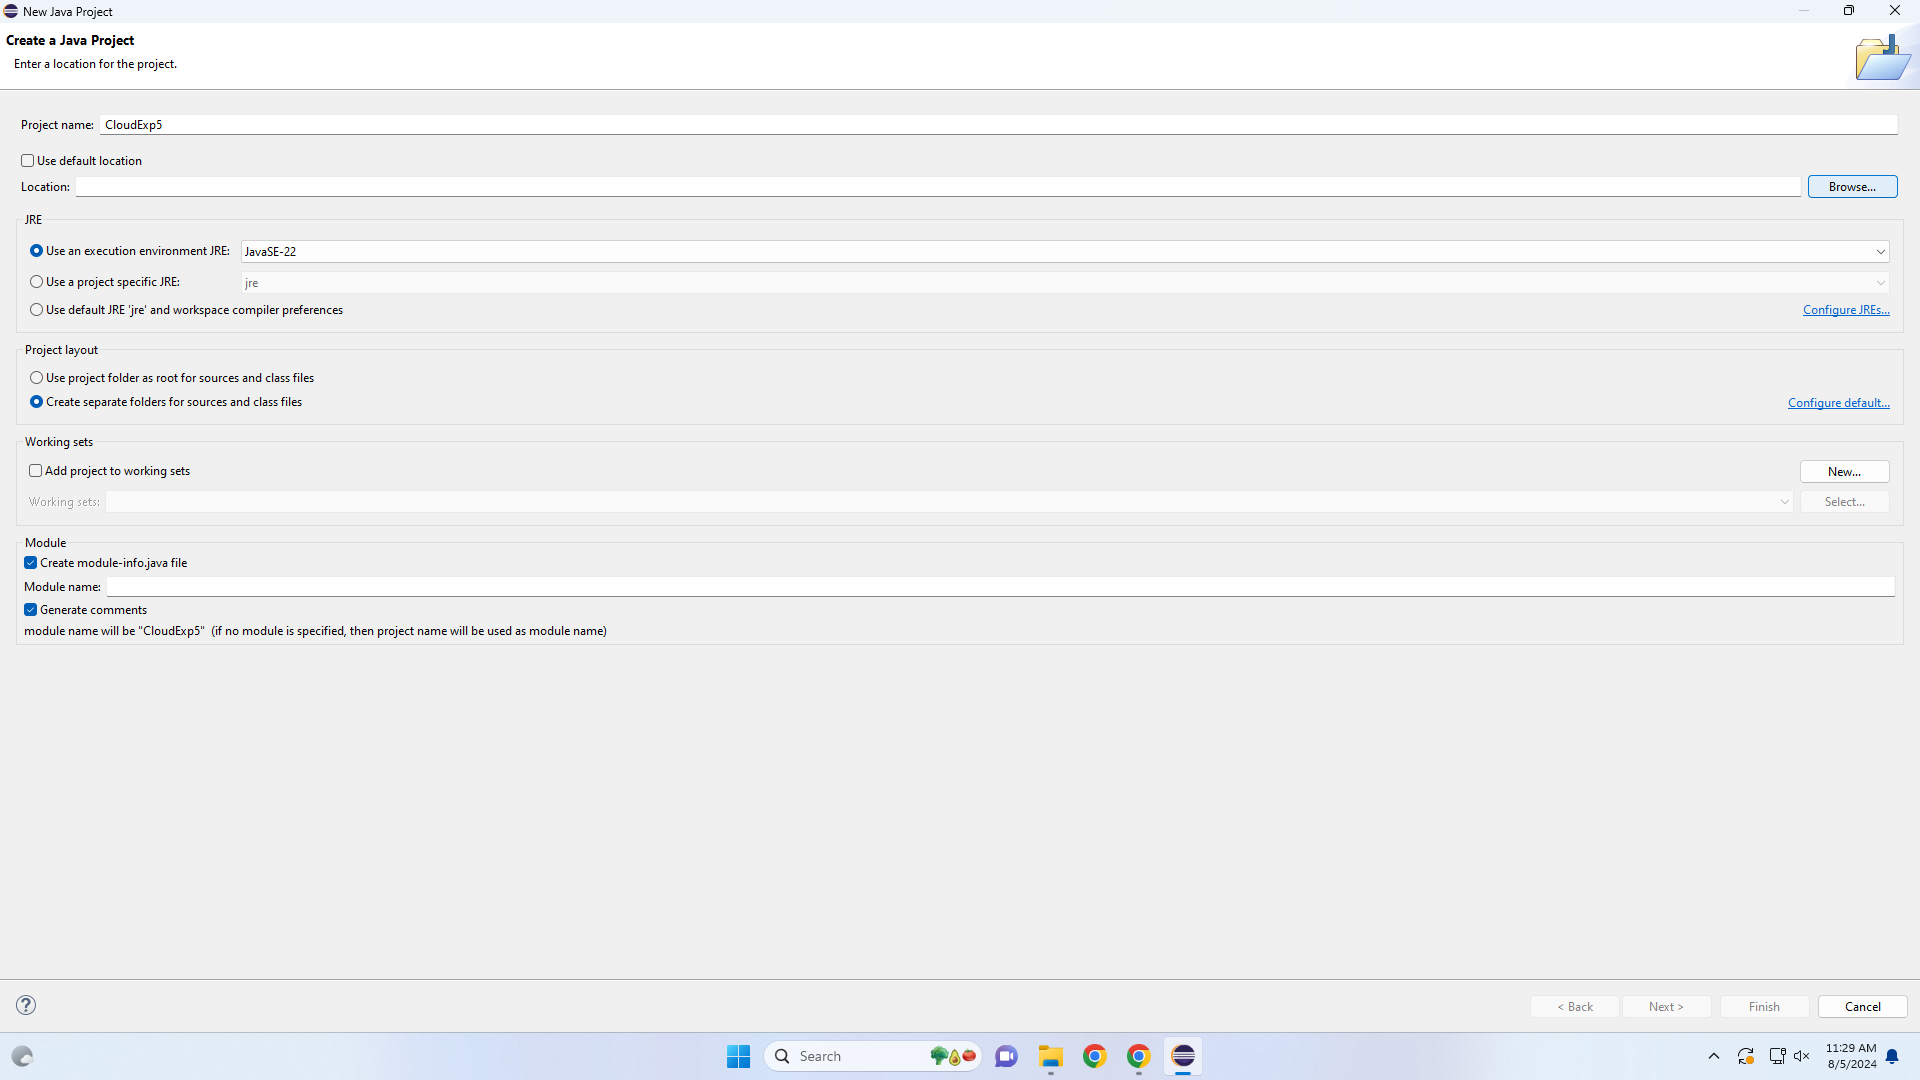 New Java Project
Create a Java Project
Enter a location for the project.
Project name: CloudExp5
Use default location
Location: Browse...
JRE
Use an execution environment JRE: JavaSE-22
Use a project specific JRE: jre
Use default JRE 'jre' and workspace compiler preferences Configure JREs...
Project layout
Use project folder as root for sources and class files
Create separate folders for sources and class files Configure default...
Working sets
Add project to working sets New...
Working sets: Select...
Module
Create module-info.java file
Module name:
Generate comments
module name will be "CloudExp5" (if no module is specified, then project name will be used as module name)
? < Back Next > Finish Cancel
Search 11:29 AM
8/5/2024